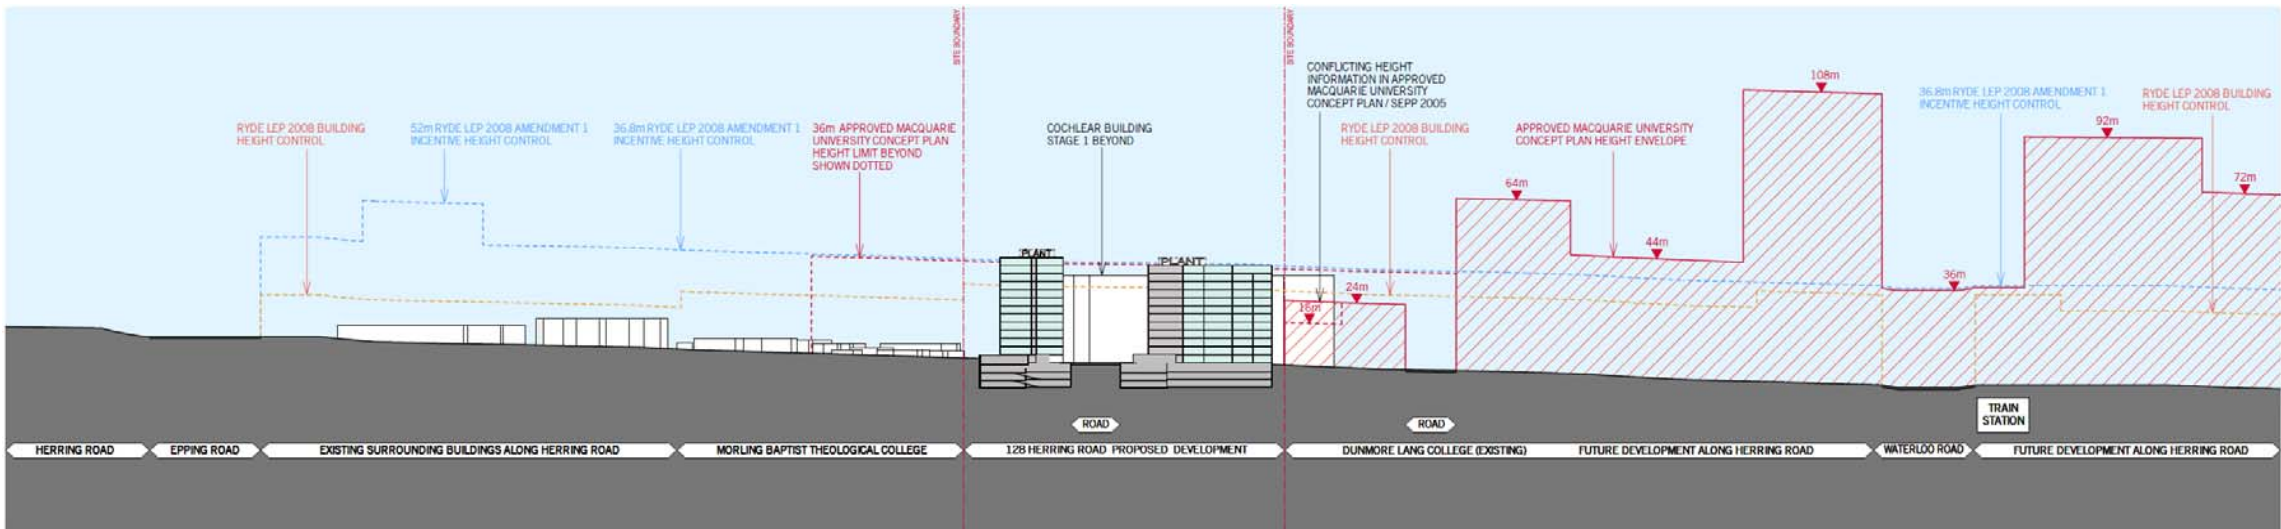 SITE BOUNDARY
SITE BOUNDARY
RYDE LEP 2008 BUILDING
HEIGHT CONTROL
52m RYDE LEP 2008 AMENDMENT 1
INCENTIVE HEIGHT CONTROL
36.8m RYDE LEP 2008 AMENDMENT 1
INCENTIVE HEIGHT CONTROL
36m APPROVED MACQUARIE
UNIVERSITY CONCEPT PLAN
HEIGHT LIMIT BEYOND
SHOWN DOTTED
COCHLEAR BUILDING
STAGE 1 BEYOND
CONFLICTING HEIGHT
INFORMATION IN APPROVED
MACQUARIE UNIVERSITY
CONCEPT PLAN / SEPP 2005
RYDE LEP 2008 BUILDING
HEIGHT CONTROL
APPROVED MACQUARIE UNIVERSITY
CONCEPT PLAN HEIGHT ENVELOPE
108m
36.8m RYDE LEP 2008 AMENDMENT 1
INCENTIVE HEIGHT CONTROL
92m
RYDE LEP 2008 BUILDING
HEIGHT CONTROL
64m
72m
44m
36m
24m
16m
PLANT
PLANT
TRAIN
STATION
ROAD
ROAD
HERRING ROAD
EPPING ROAD
EXISTING SURROUNDING BUILDINGS ALONG HERRING ROAD
MORLING BAPTIST THEOLOGICAL COLLEGE
128 HERRING ROAD PROPOSED DEVELOPMENT
DUNMORE LANG COLLEGE (EXISTING)
FUTURE DEVELOPMENT ALONG HERRING ROAD
WATERLOO ROAD
FUTURE DEVELOPMENT ALONG HERRING ROAD